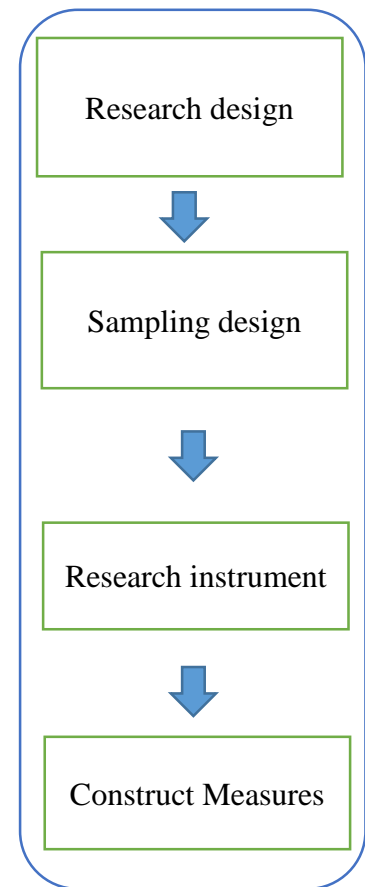 Research design
Sampling design
Research instrument
Construct Measures